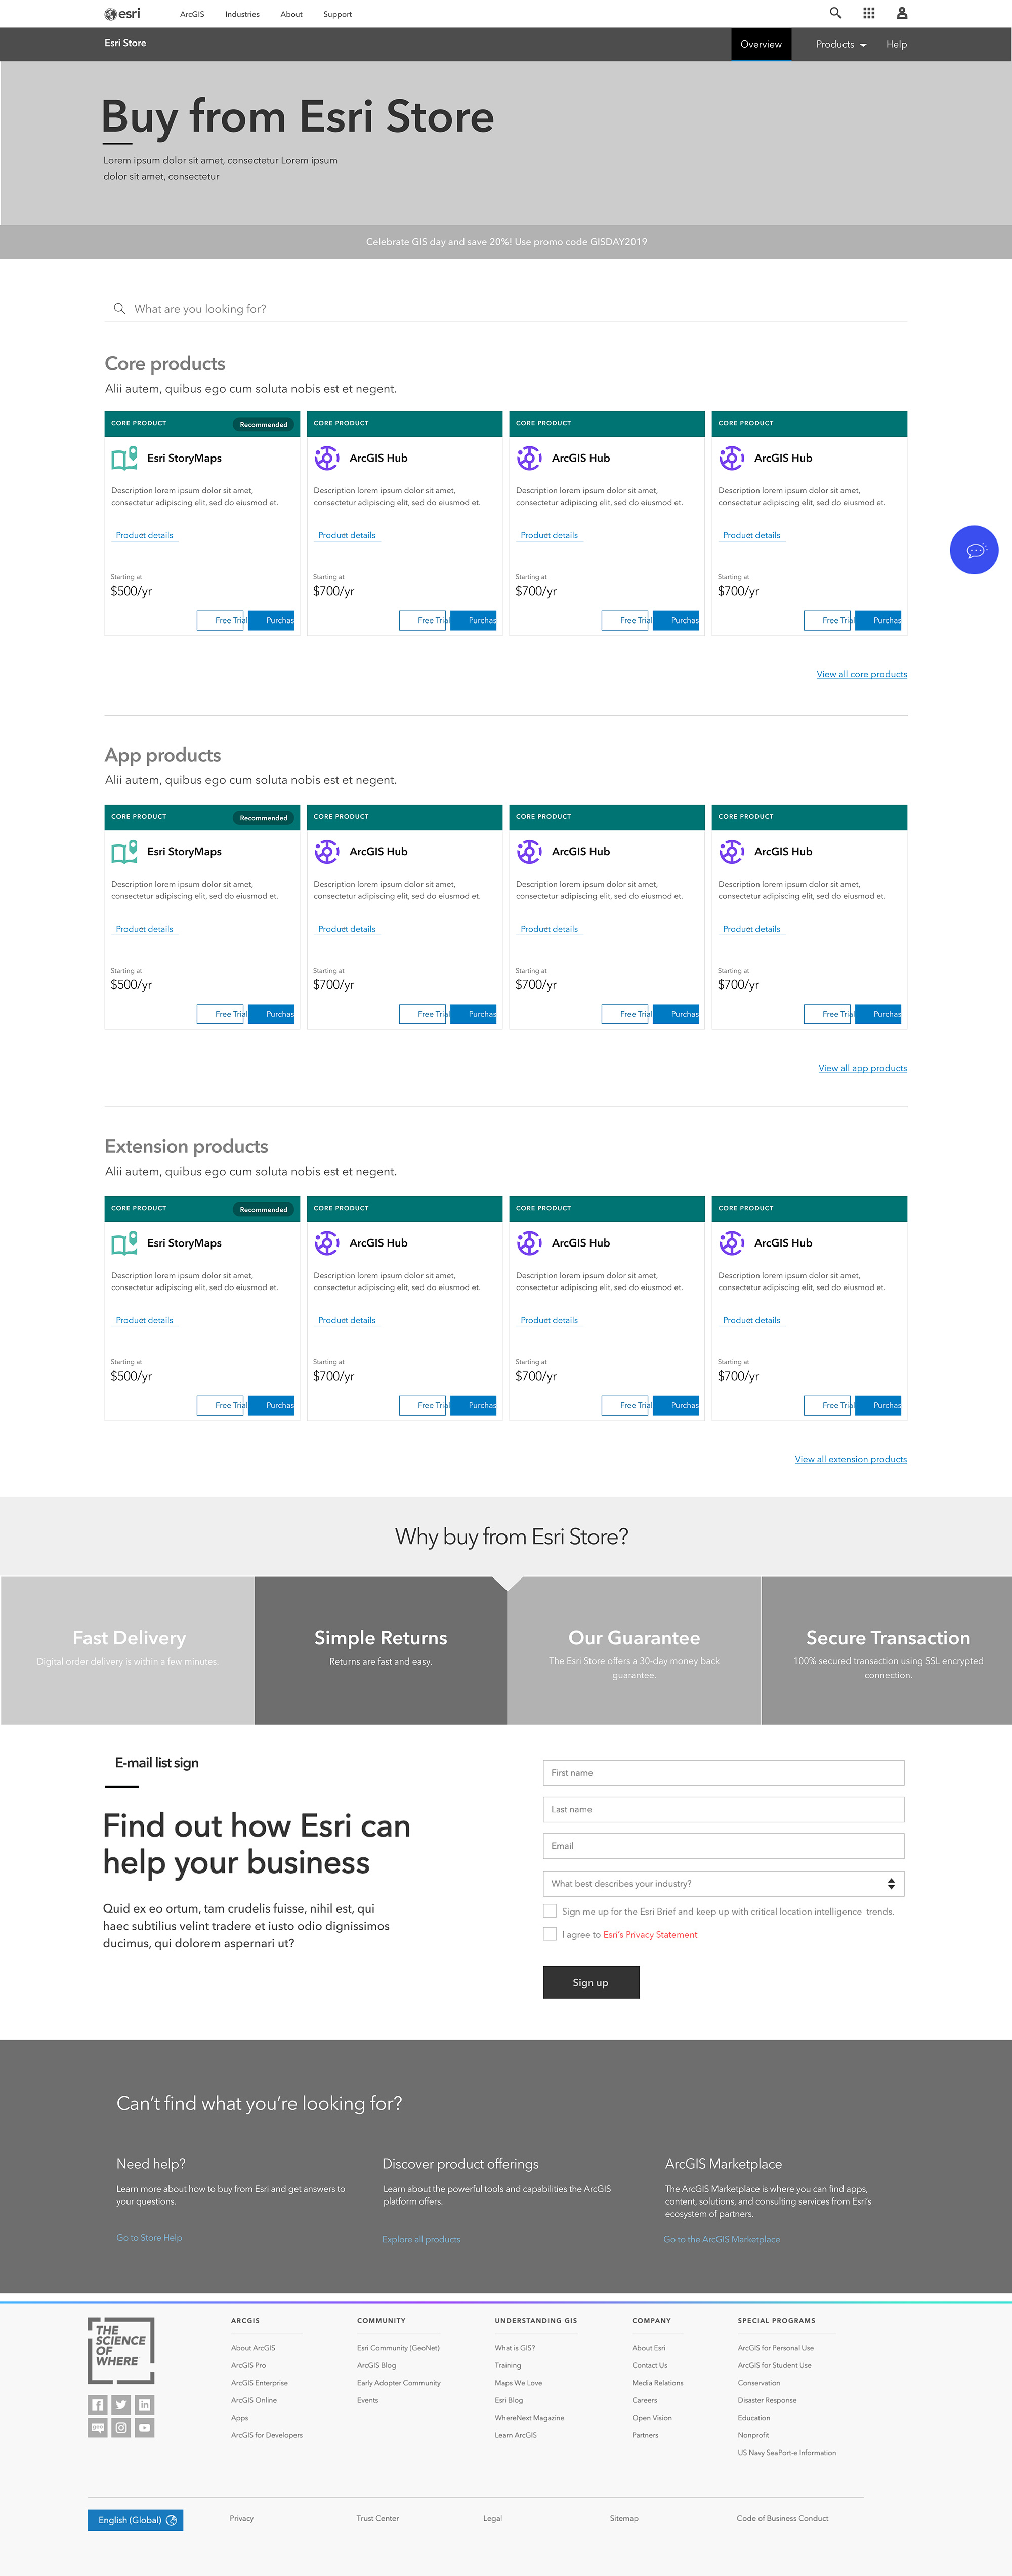 esri
ArcGIS Industries About Support
Esri Store
Overview Products Help
Buy from Esri Store
Lorem ipsum dolor sit amet, consectetur Lorem ipsum
dolor sit amet, consectetur
Celebrate GIS day and save 20%! Use promo code GISDAY2019
What are you looking for?
Core products
Alii autem, quibus ego cum soluta nobis est et negent.
CORE PRODUCT Recommended
Esri StoryMaps
Description lorem ipsum dolor sit amet,
consectetur adipiscing elit, sed do eiusmod et.
Product details
Starting at
$500/yr
Free Trial Purchas
CORE PRODUCT
ArcGIS Hub
Description lorem ipsum dolor sit amet,
consectetur adipiscing elit, sed do eiusmod et.
Product details
Starting at
$700/yr
Free Trial Purchas
CORE PRODUCT
ArcGIS Hub
Description lorem ipsum dolor sit amet,
consectetur adipiscing elit, sed do eiusmod et.
Product details
Starting at
$700/yr
Free Trial Purchas
CORE PRODUCT
ArcGIS Hub
Description lorem ipsum dolor sit amet,
consectetur adipiscing elit, sed do eiusmod et.
Product details
Starting at
$700/yr
Free Trial Purchas
View all core products
App products
Alii autem, quibus ego cum soluta nobis est et negent.
CORE PRODUCT Recommended
Esri StoryMaps
Description lorem ipsum dolor sit amet,
consectetur adipiscing elit, sed do eiusmod et.
Product details
Starting at
$500/yr
Free Trial Purchas
CORE PRODUCT
ArcGIS Hub
Description lorem ipsum dolor sit amet,
consectetur adipiscing elit, sed do eiusmod et.
Product details
Starting at
$700/yr
Free Trial Purchas
CORE PRODUCT
ArcGIS Hub
Description lorem ipsum dolor sit amet,
consectetur adipiscing elit, sed do eiusmod et.
Product details
Starting at
$700/yr
Free Trial Purchas
CORE PRODUCT
ArcGIS Hub
Description lorem ipsum dolor sit amet,
consectetur adipiscing elit, sed do eiusmod et.
Product details
Starting at
$700/yr
Free Trial Purchas
View all app products
Extension products
Alii autem, quibus ego cum soluta nobis est et negent.
CORE PRODUCT Recommended
Esri StoryMaps
Description lorem ipsum dolor sit amet,
consectetur adipiscing elit, sed do eiusmod et.
Product details
Starting at
$500/yr
Free Trial Purchas
CORE PRODUCT
ArcGIS Hub
Description lorem ipsum dolor sit amet,
consectetur adipiscing elit, sed do eiusmod et.
Product details
Starting at
$700/yr
Free Trial Purchas
CORE PRODUCT
ArcGIS Hub
Description lorem ipsum dolor sit amet,
consectetur adipiscing elit, sed do eiusmod et.
Product details
Starting at
$700/yr
Free Trial Purchas
CORE PRODUCT
ArcGIS Hub
Description lorem ipsum dolor sit amet,
consectetur adipiscing elit, sed do eiusmod et.
Product details
Starting at
$700/yr
Free Trial Purchas
View all extension products
Why buy from Esri Store?
Fast Delivery
Digital order delivery is within a few minutes.
Simple Returns
Returns are fast and easy.
Our Guarantee
The Esri Store offers a 30-day money back
guarantee.
Secure Transaction
100% secured transaction using SSL encrypted
connection.
E-mail list sign
Find out how Esri can
help your business
Quid ex eo ortum, tam crudelis fuisse, nihil est, qui
haec subtilius velint tradere et iusto odio dignissimos
ducimus, qui dolorem aspernari ut?
First name
Last name
Email
What best describes your industry?
Sign me up for the Esri Brief and keep up with critical location intelligence trends.
I agree to Esri's Privacy Statement
Sign up
Can't find what you're looking for?
Need help?
Learn more about how to buy from Esri and get answers to
your questions.
Go to Store Help
Discover product offerings
Learn about the powerful tools and capabilities the ArcGIS
platform offers.
Explore all products
ArcGIS Marketplace
The ArcGIS Marketplace is where you can find apps,
content, solutions, and consulting services from Esri's
ecosystem of partners.
Go to the ArcGIS Marketplace
THE
SCIENCE
OF
WHERE
ARCGIS
About ArcGIS
ArcGIS Pro
ArcGIS Enterprise
ArcGIS Online
Apps
ArcGIS for Developers
COMMUNITY
Esri Community (GeoNet)
ArcGIS Blog
Early Adopter Community
Events
UNDERSTANDING GIS
What is GIS?
Training
Maps We Love
Esri Blog
WhereNext Magazine
Learn ArcGIS
COMPANY
About Esri
Contact Us
Media Relations
Careers
Open Vision
Partners
SPECIAL PROGRAMS
ArcGIS for Personal Use
ArcGIS for Student Use
Conservation
Disaster Response
Education
Nonprofit
US Navy SeaPort-e Information
English (Global)
Privacy Trust Center Legal Sitemap Code of Business Conduct